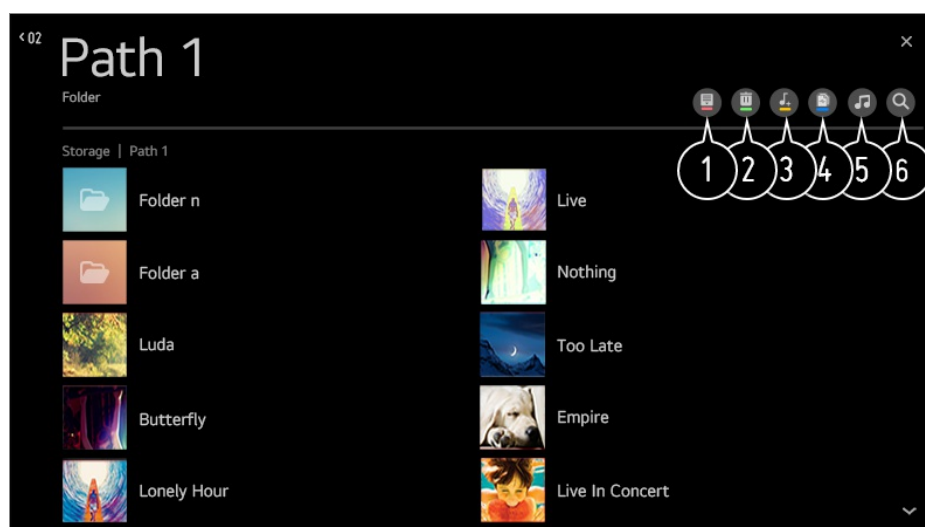 <02
Path 1
Folder
1 2 3 4 5 6
Storage | Path 1
Folder n
Live
Folder a
Nothing
Luda
Too Late
Butterfly
Empire
Lonely Hour
Live In Concert